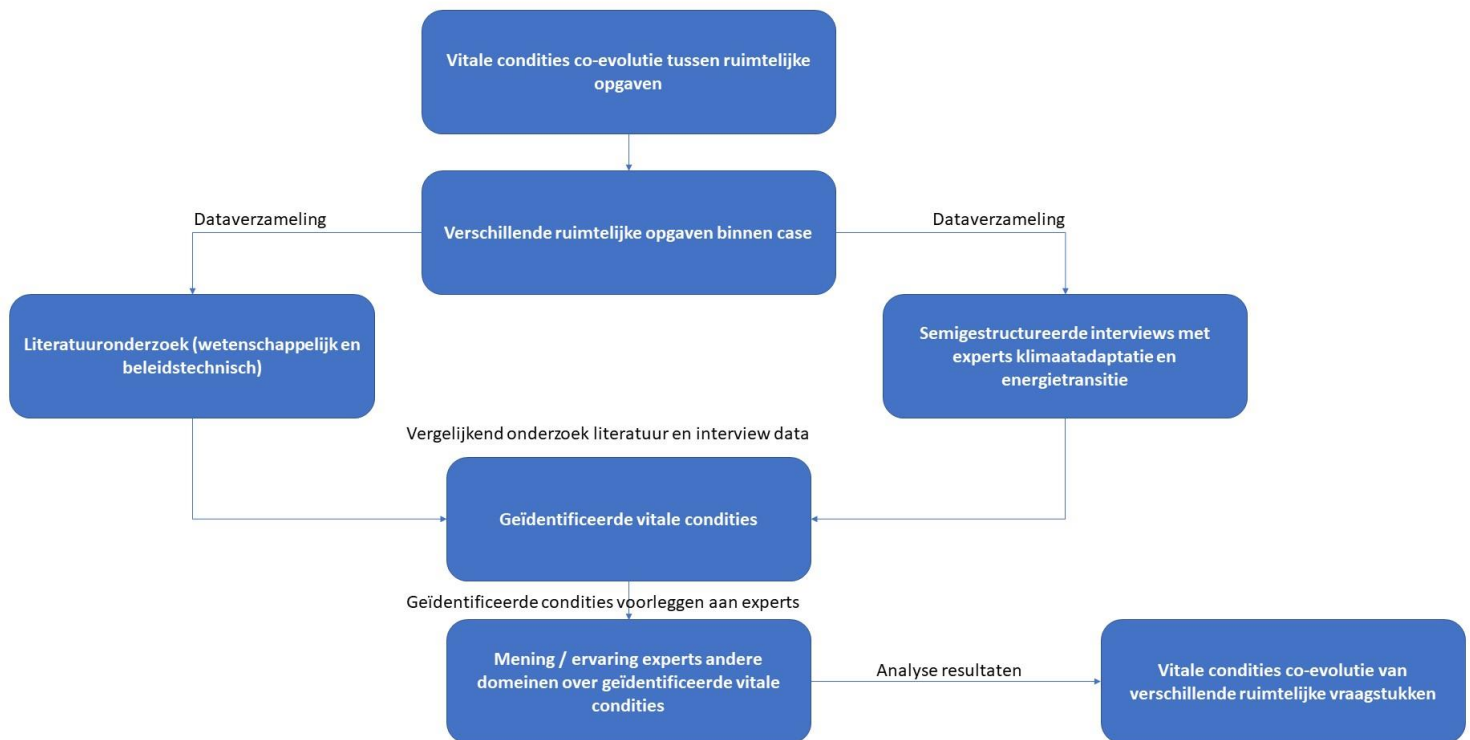 Vitale condities co-evolutie tussen ruimtelijke
opgaven
Dataverzameling
Verschillende ruimtelijke opgaven binnen case
Dataverzameling
Literatuuronderzoek (wetenschappelijk en
beleidstechnisch)
Semigestructureerde interviews met
experts klimaatadaptatie en
energietransitie
Vergelijkend onderzoek literatuur en interview data
Geïdentificeerde vitale condities
Geïdentificeerde condities voorleggen aan experts
Mening / ervaring experts andere
domeinen over geïdentificeerde vitale
condities
Analyse resultaten
Vitale condities co-evolutie van
verschillende ruimtelijke vraagstukken